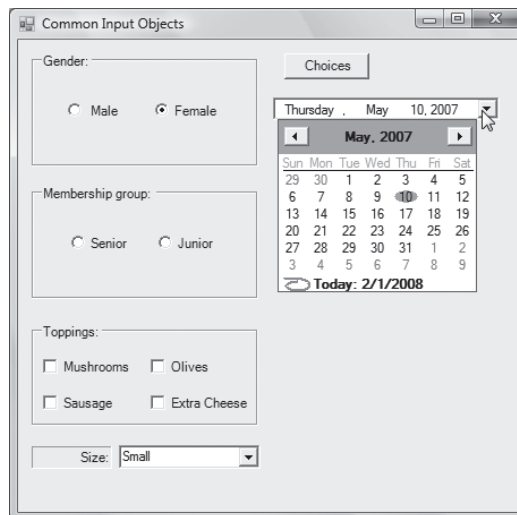 Common Input Objects
Gender:
Male Female
Membership group:
Senior Junior
Toppings:
Mushrooms Olives
Sausage Extra Cheese
Size: Small
Choices
Thursday , May 10, 2007
May, 2007
Sun Mon Tue Wed Thu Fri Sat
29 30 1 2 3 4 5
6 7 8 9 10 11 12
13 14 15 16 17 18 19
20 21 22 23 24 25 26
27 28 29 30 31 1 2
3 4 5 6 7 8 9
Today: 2/1/2008